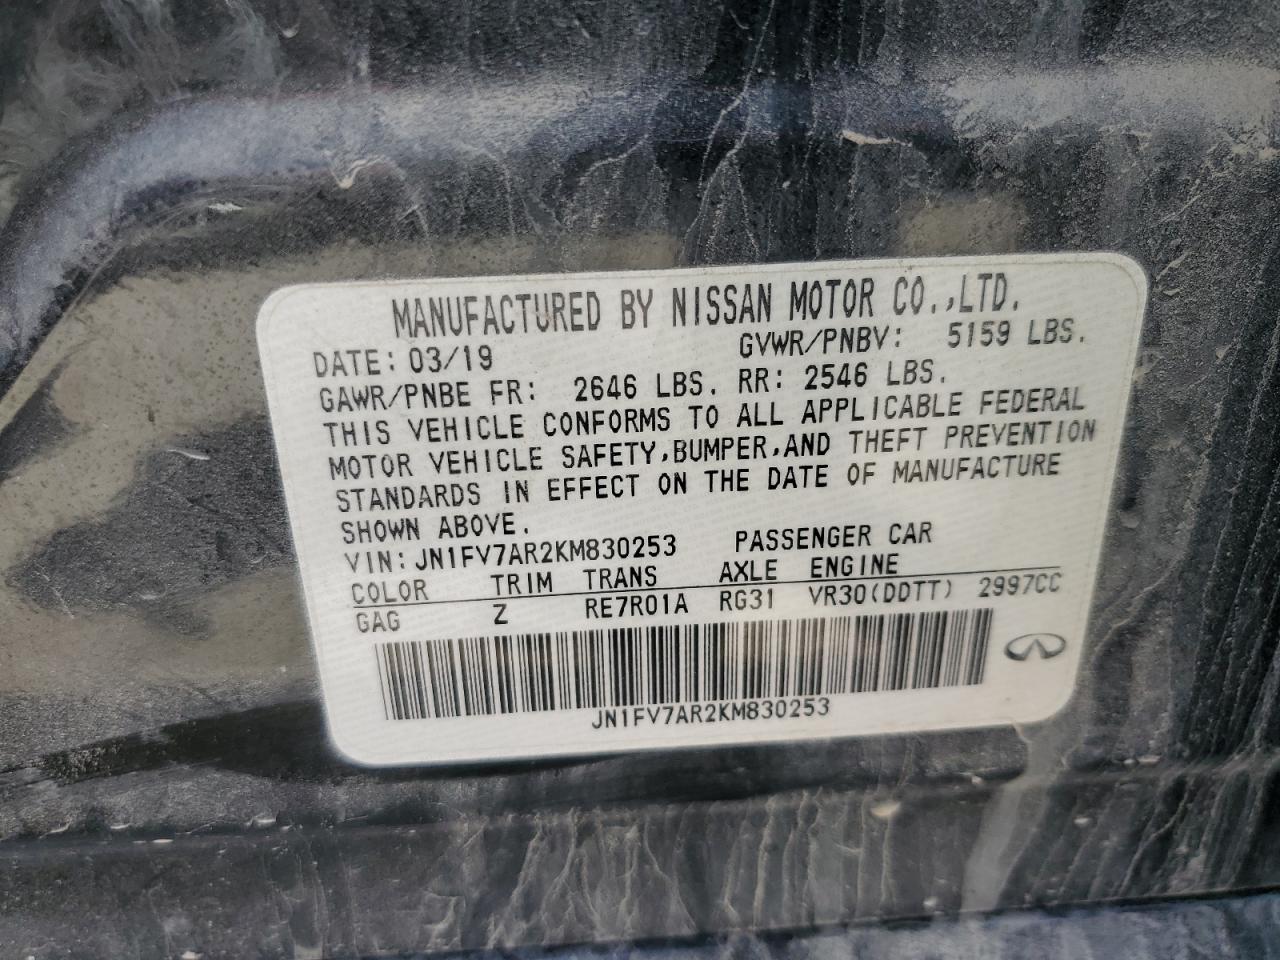 MANUFACTURED BY NISSAN MOTOR CO.,LTD.
DATE: 03/19 GVWR/PNBV: 5159 LBS.
GAWR/PNBE FR: 2646 LBS. RR: 2546 LBS.
THIS VEHICLE CONFORMS TO ALL APPLICABLE FEDERAL
MOTOR VEHICLE SAFETY,BUMPER,AND THEFT PREVENTION
STANDARDS IN EFFECT ON THE DATE OF MANUFACTURE
SHOWN ABOVE.
VIN: JN1FV7AR2KM830253 PASSENGER CAR
COLOR TRIM TRANS AXLE ENGINE
GAG Z RE7R01A RG31 VR30(DDTT) 2997CC
JN1FV7AR2KM830253